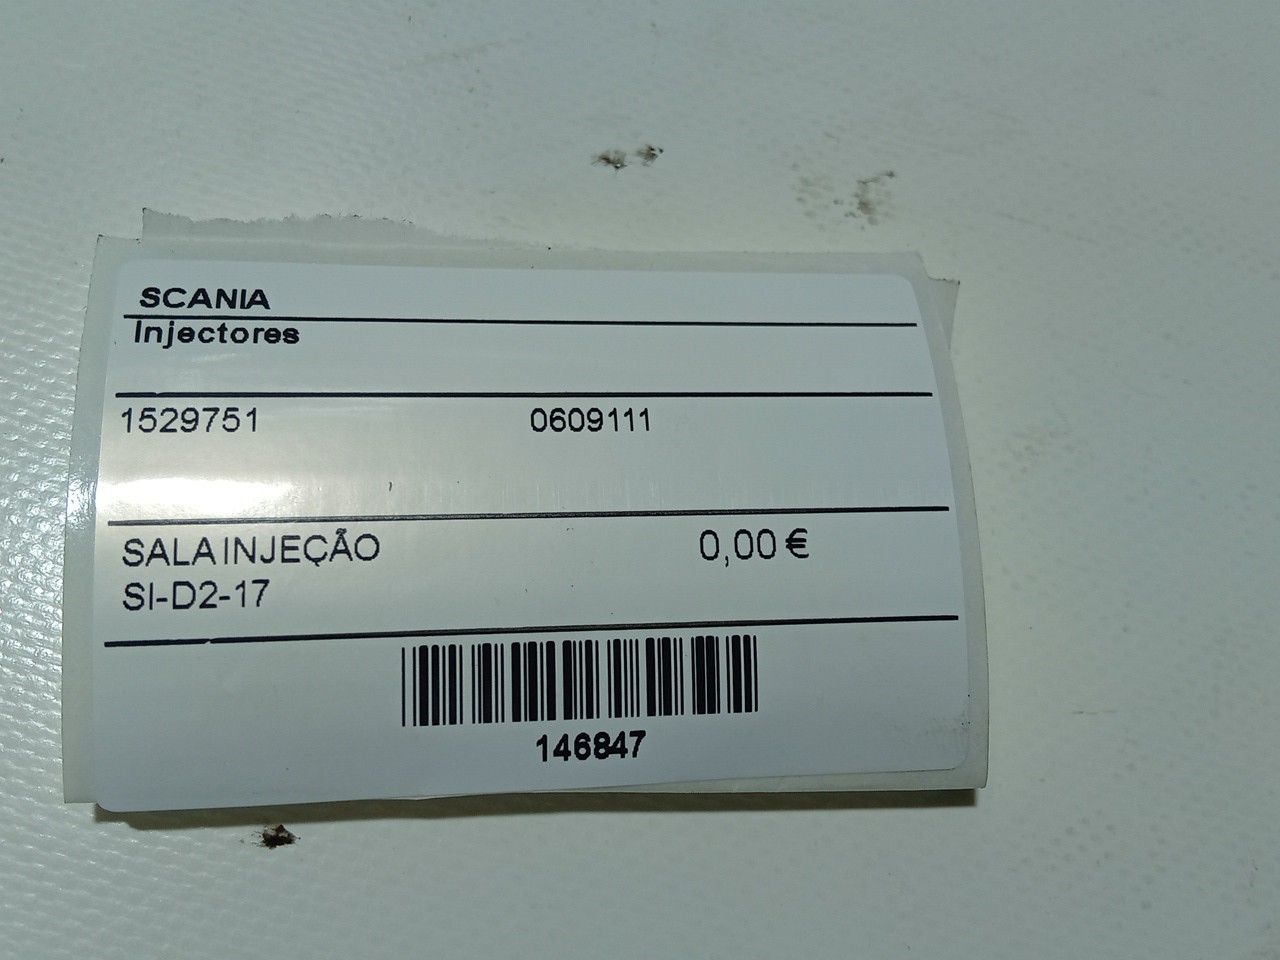 SCANIA
Injectores
1529751 0609111
SALA INJEÇÃO 0,00 €
SI-D2-17
146847